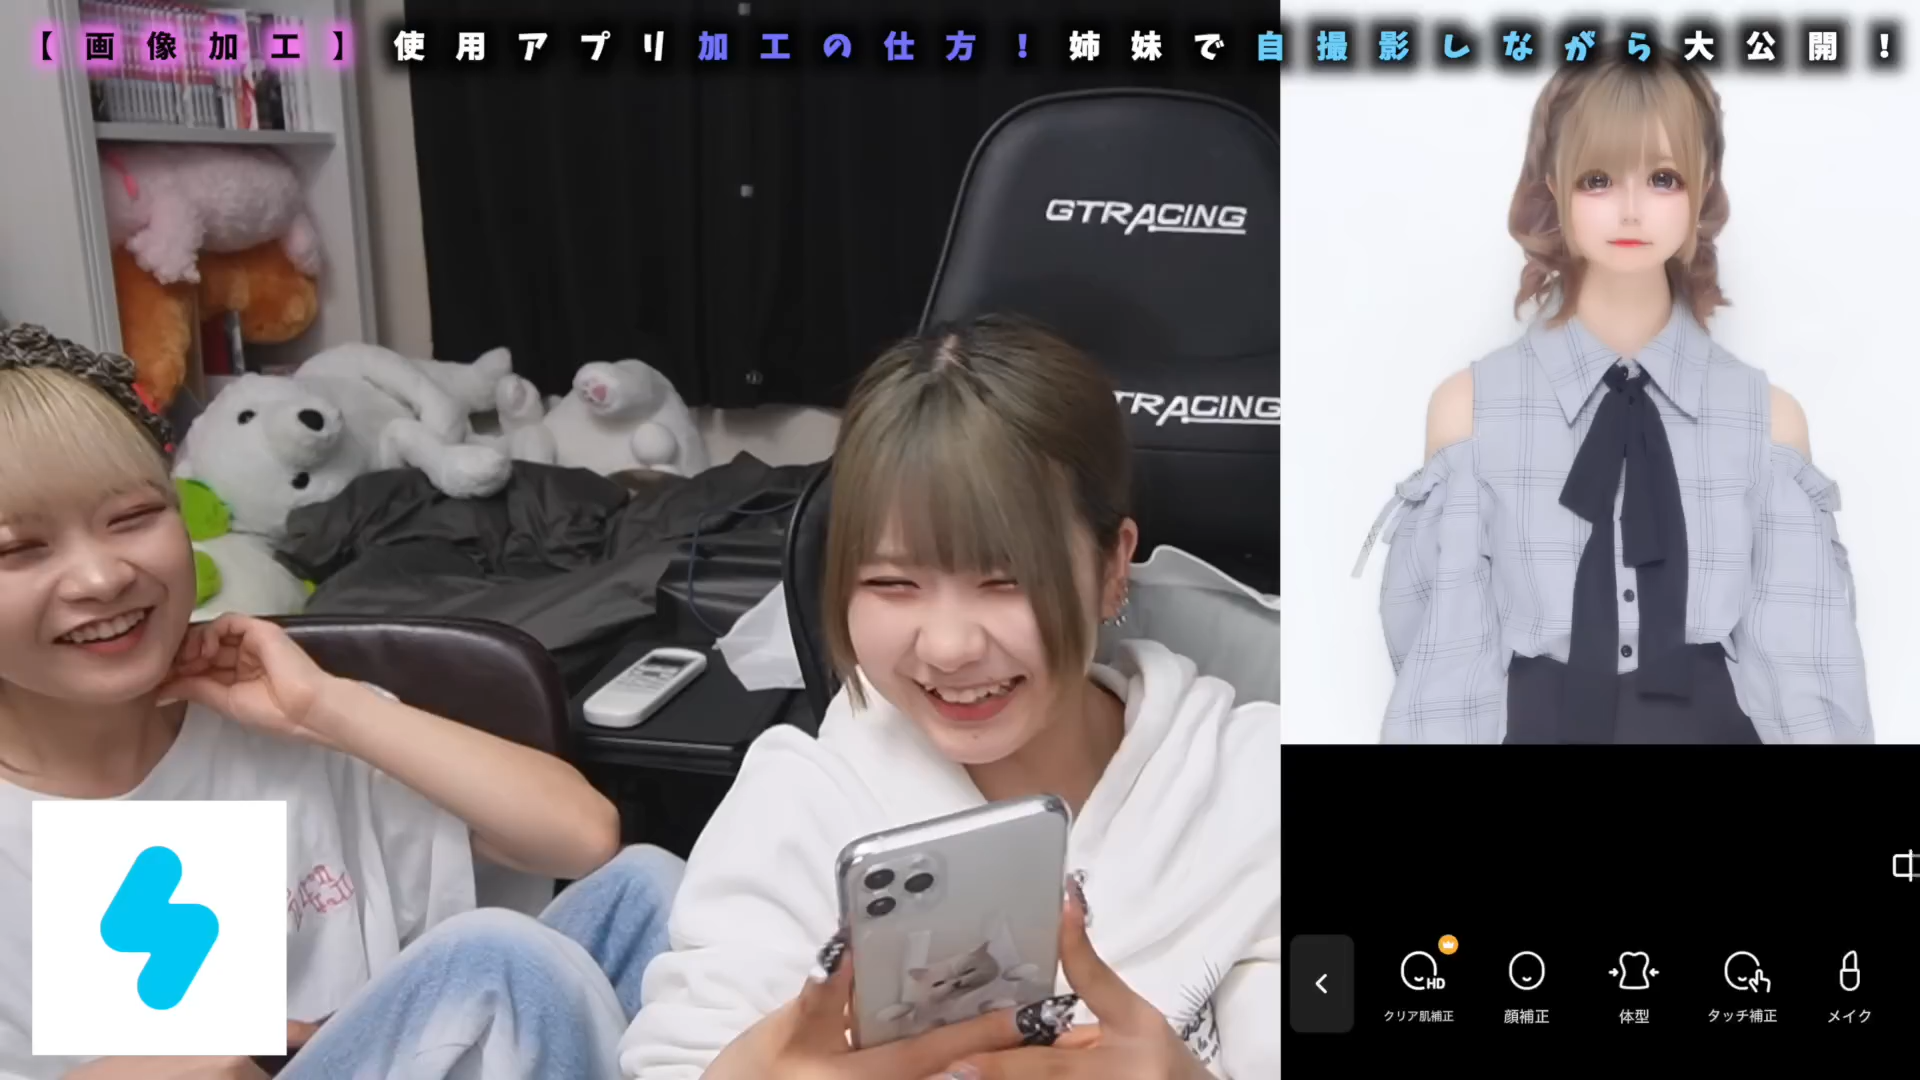 【画像加工】 使用アプリ加工の仕方！姉妹で自撮影しながら大公開！
GTRACING
TRACING
HD
クリア肌補正
顔補正
体型
タッチ補正
メイク